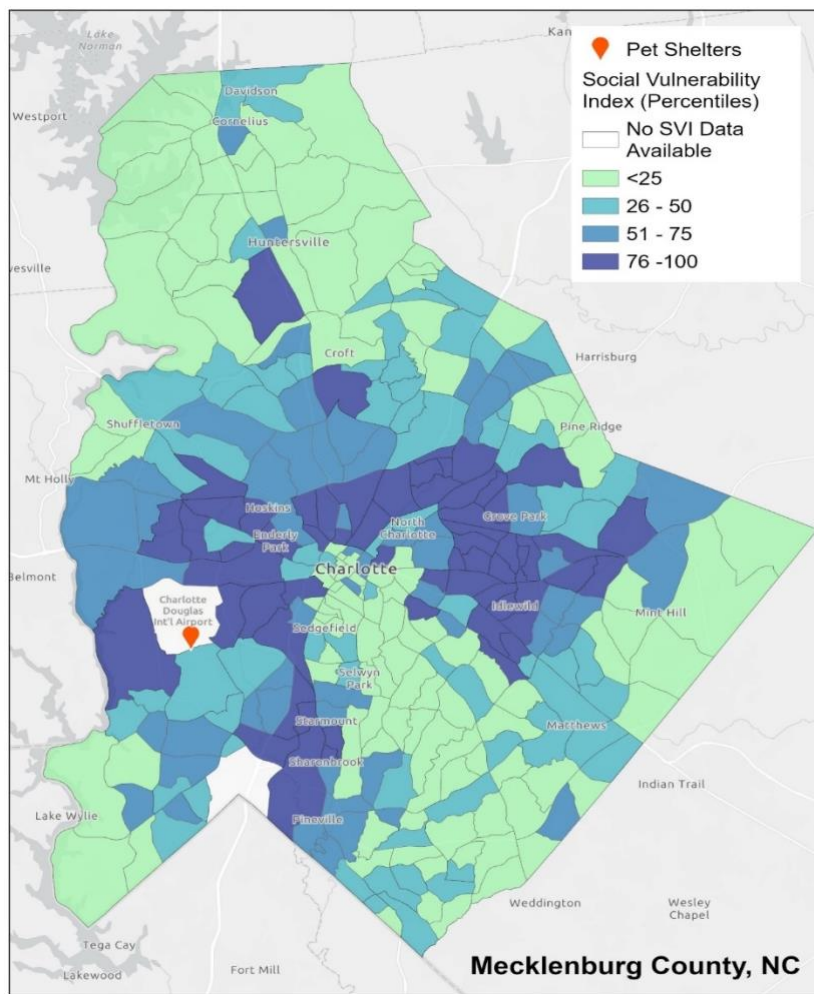 Lake
Norman
Kan
Westport
Davidson
Cornelius
Pet Shelters
Social Vulnerability
Index (Percentiles)
No SVI Data
Available
<25
26 - 50
51 - 75
76 -100
vesville
Huntersville
Croft
Harrisburg
Shuffletown
Pine Ridge
Mt Holly
Hoskins
Grove Park
Enderly
Park
North
Charlotte
Belmont
Charlotte
Charlotte
Douglas
Int'l Airport
Idlewild
Mint Hill
Sedgefield
Selwyn
Park
Starmount
Matthews
Sharonbrook
Indian Trail
Lake Wylie
Pineville
Weddington
Wesley
Chapel
Tega Cay
Lakewood
Fort Mill
Mecklenburg County, NC